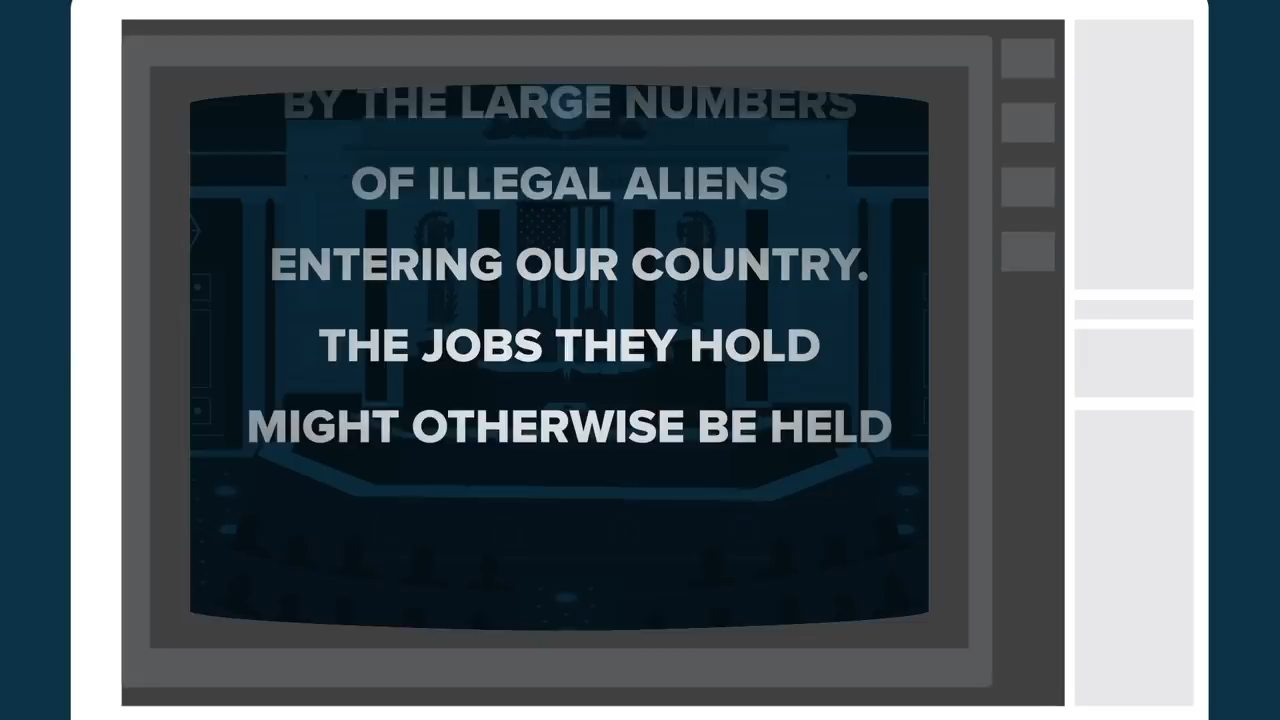 BY THE LARGE NUMBERS
OF ILLEGAL ALIENS
ENTERING OUR COUNTRY.
THE JOBS THEY HOLD
MIGHT OTHERWISE BE HELD